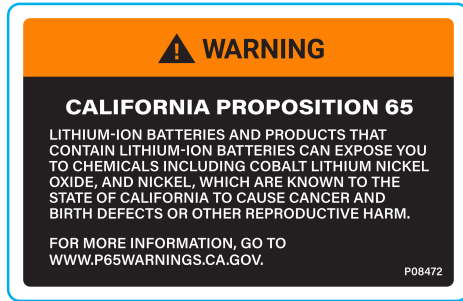 WARNING
CALIFORNIA PROPOSITION 65
LITHIUM-ION BATTERIES AND PRODUCTS THAT
CONTAIN LITHIUM-ION BATTERIES CAN EXPOSE YOU
TO CHEMICALS INCLUDING COBALT LITHIUM NICKEL
OXIDE, AND NICKEL, WHICH ARE KNOWN TO THE
STATE OF CALIFORNIA TO CAUSE CANCER AND
BIRTH DEFECTS OR OTHER REPRODUCTIVE HARM.
FOR MORE INFORMATION, GO TO
WWW.P65WARNINGS.CA.GOV.
P08472